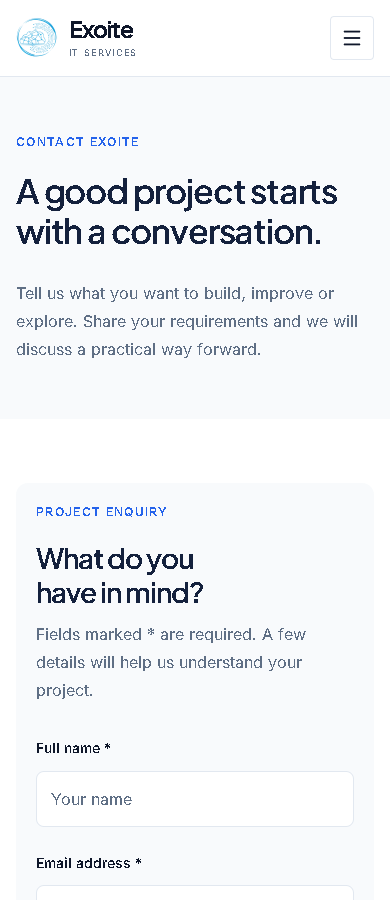 Exoite
IT SERVICES
CONTACT EXOITE
A good project starts
with a conversation.
Tell us what you want to build, improve or
explore. Share your requirements and we will
discuss a practical way forward.
PROJECT ENQUIRY
What do you
have in mind?
Fields marked * are required. A few
details will help us understand your
project.
Full name *
Your name
Email address *